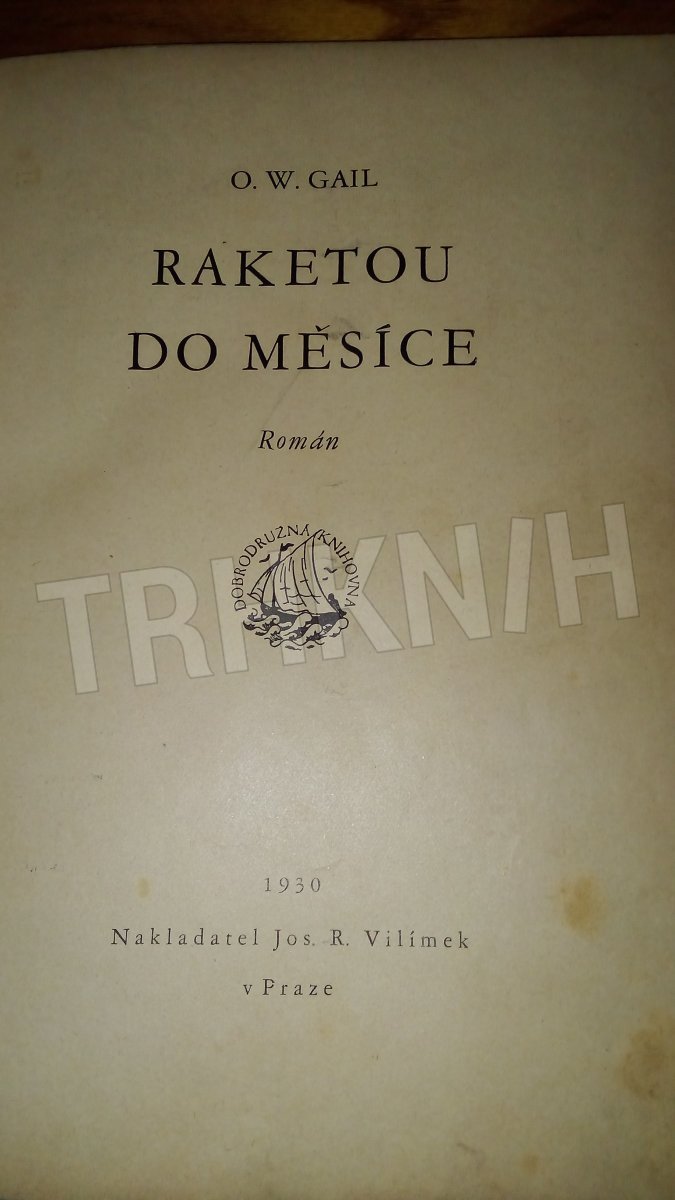 O. W. GAIL
RAKETOU
DO MĚSÍCE
Román
DOBRODRUŽNÁ KNIHOVNA
TRHKNIH
1930
Nakladatel Jos. R. Vilímek
v Praze